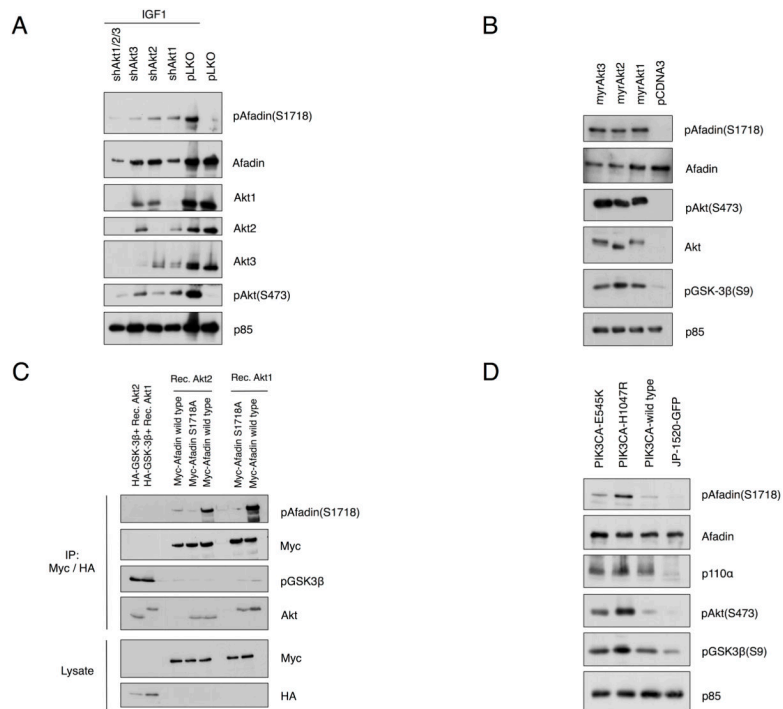 A
IGF1
shAkt1/2/3
shAkt3
shAkt2
shAkt1
pLKO
pLKO
pAfadin(S1718)
Afadin
Akt1
Akt2
Akt3
pAkt(S473)
p85
B
myrAkt3
myrAkt2
myrAkt1
pCDNA3
pAfadin(S1718)
Afadin
pAkt(S473)
Akt
pGSK-3β(S9)
p85
C
Rec. Akt2
Rec. Akt1
HA-GSK-3β+ Rec. Akt2
HA-GSK-3β+ Rec. Akt1
Myc-Afadin wild type
Myc-Afadin S1718A
Myc-Afadin wild type
Myc-Afadin S1718A
Myc-Afadin wild type
IP:
Myc / HA
pAfadin(S1718)
Myc
pGSK3β
Akt
Lysate
Myc
HA
D
PIK3CA-E545K
PIK3CA-H1047R
PIK3CA-wild type
JP-1520-GFP
pAfadin(S1718)
Afadin
p110α
pAkt(S473)
pGSK3β(S9)
p85